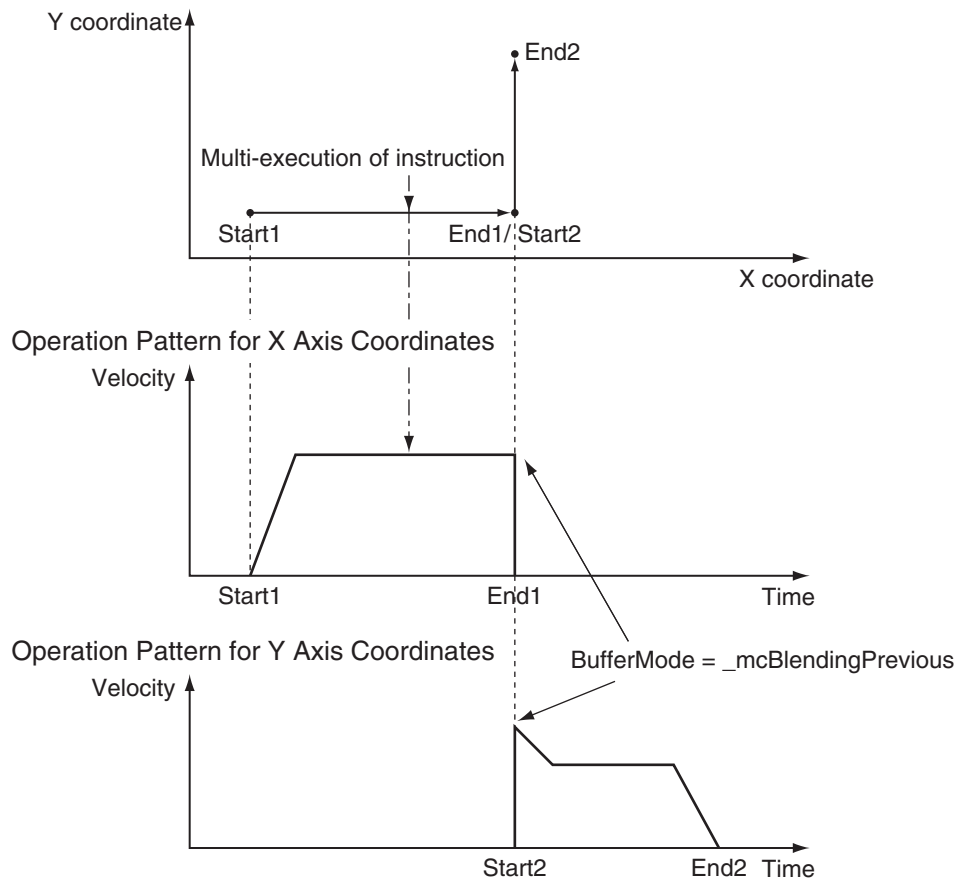 Y coordinate
End2
Multi-execution of instruction
Start1
End1/ Start2
X coordinate
Operation Pattern for X Axis Coordinates
Velocity
Start1
End1
Time
Operation Pattern for Y Axis Coordinates
BufferMode = _mcBlendingPrevious
Velocity
Start2
End2
Time